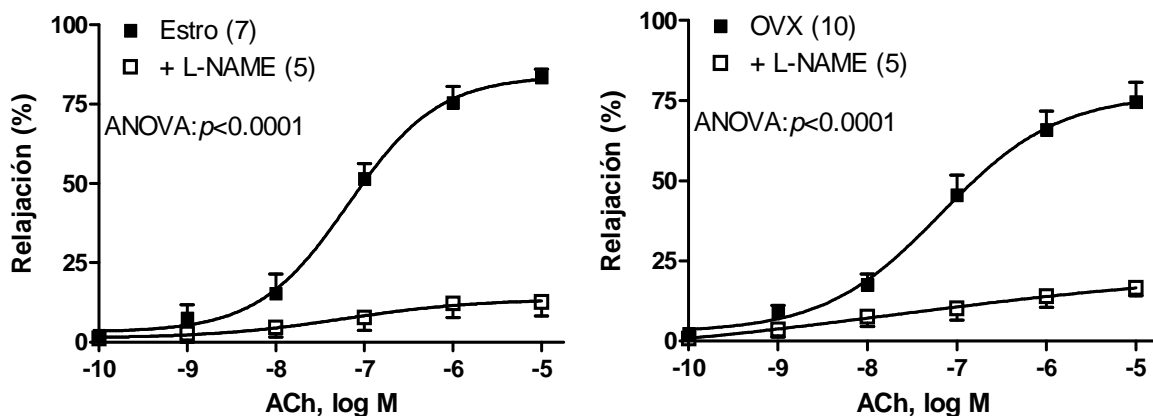 100
75
50
25
0
Relajación (%)
Estro (7)
+ L-NAME (5)
ANOVA:p<0.0001
-10 -9 -8 -7 -6 -5
ACh, log M
100
75
50
25
0
Relajación (%)
OVX (10)
+ L-NAME (5)
ANOVA:p<0.0001
-10 -9 -8 -7 -6 -5
ACh, log M